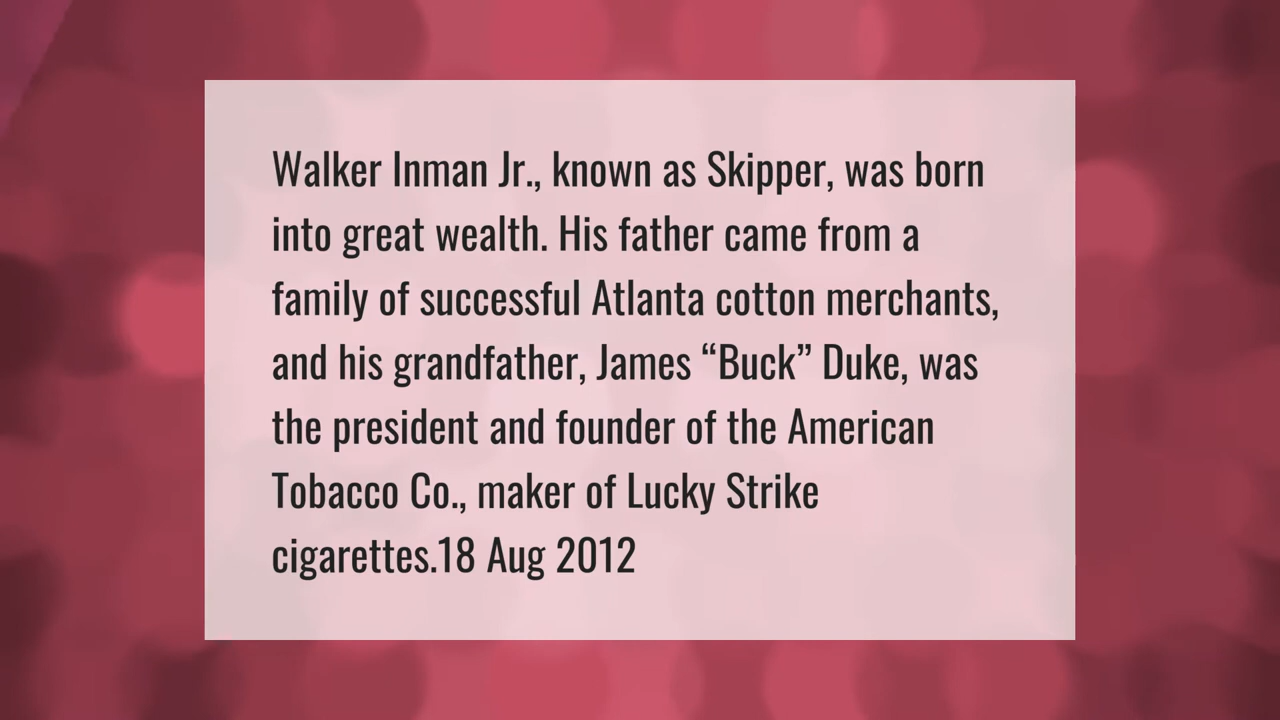 Walker Inman Jr., known as Skipper, was born
into great wealth. His father came from a
family of successful Atlanta cotton merchants,
and his grandfather, James “Buck” Duke, was
the president and founder of the American
Tobacco Co., maker of Lucky Strike
cigarettes.18 Aug 2012